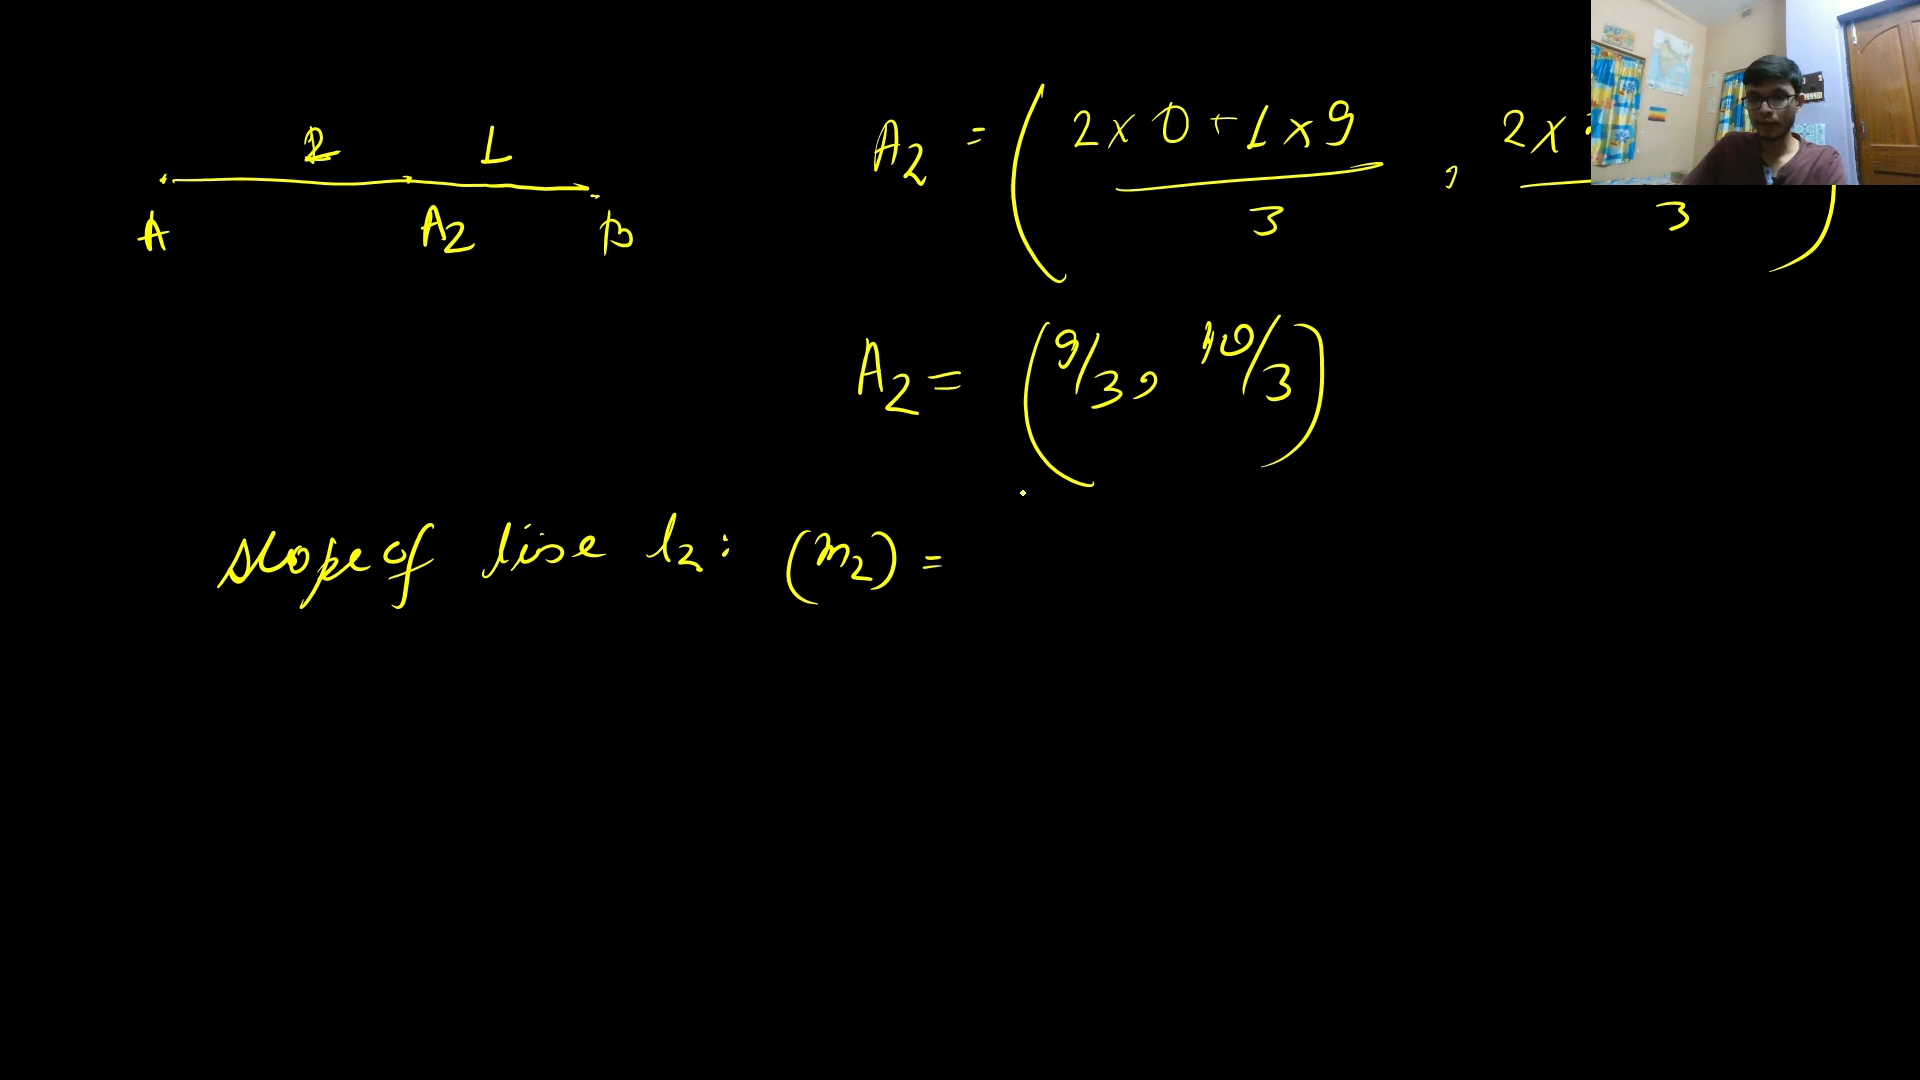 2 1
A A2 B
A2 = ( 2 x 0 + 1 x 9 / 3 , 2 x / 3 )
A2 = ( 9/3, 10/3 )
slope of line l2 : (m2) =